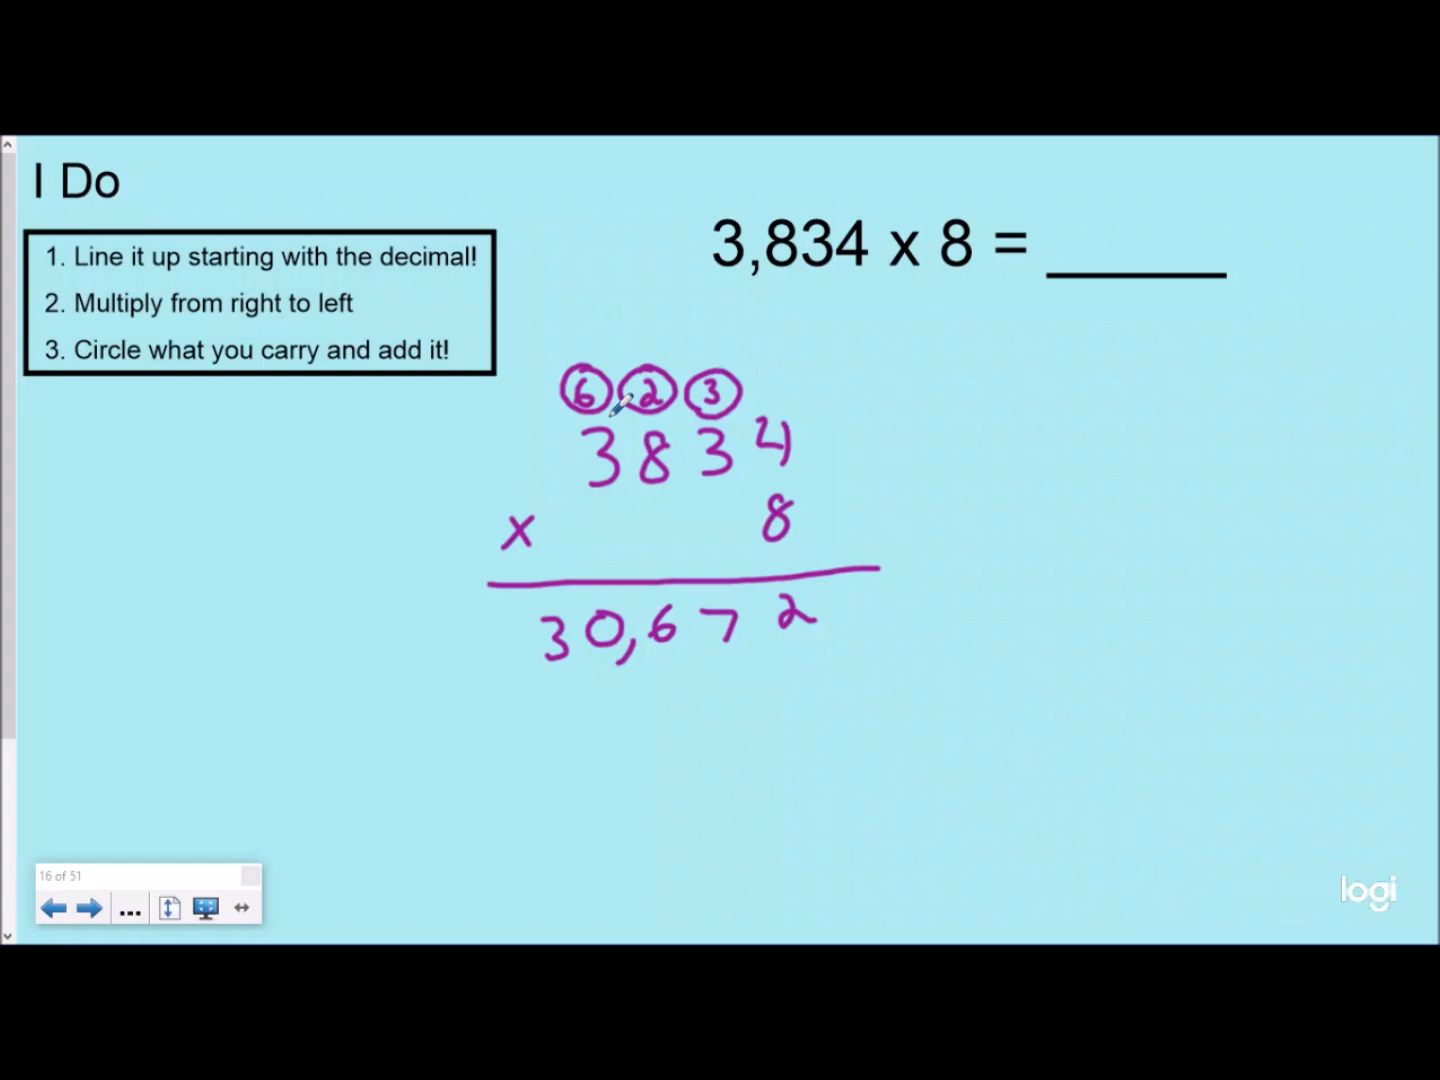 I Do
1. Line it up starting with the decimal!
2. Multiply from right to left
3. Circle what you carry and add it!
3,834 x 8 = ______
6 2 3
3834
x 8
30,672
16 of 51
...
logi